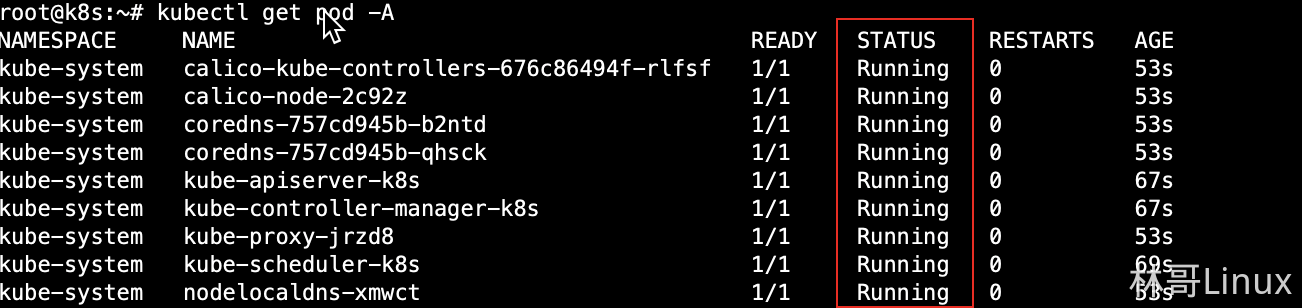 root@k8s:~# kubectl get pod -A
NAMESPACE NAME READY STATUS RESTARTS AGE
kube-system calico-kube-controllers-676c86494f-rlfsf 1/1 Running 0 53s
kube-system calico-node-2c92z 1/1 Running 0 53s
kube-system coredns-757cd945b-b2ntd 1/1 Running 0 53s
kube-system coredns-757cd945b-qhsck 1/1 Running 0 53s
kube-system kube-apiserver-k8s 1/1 Running 0 67s
kube-system kube-controller-manager-k8s 1/1 Running 0 67s
kube-system kube-proxy-jrzd8 1/1 Running 0 53s
kube-system kube-scheduler-k8s 1/1 Running 0 69s
kube-system nodelocaldns-xmwct 1/1 Running 0 53s
林哥Linux